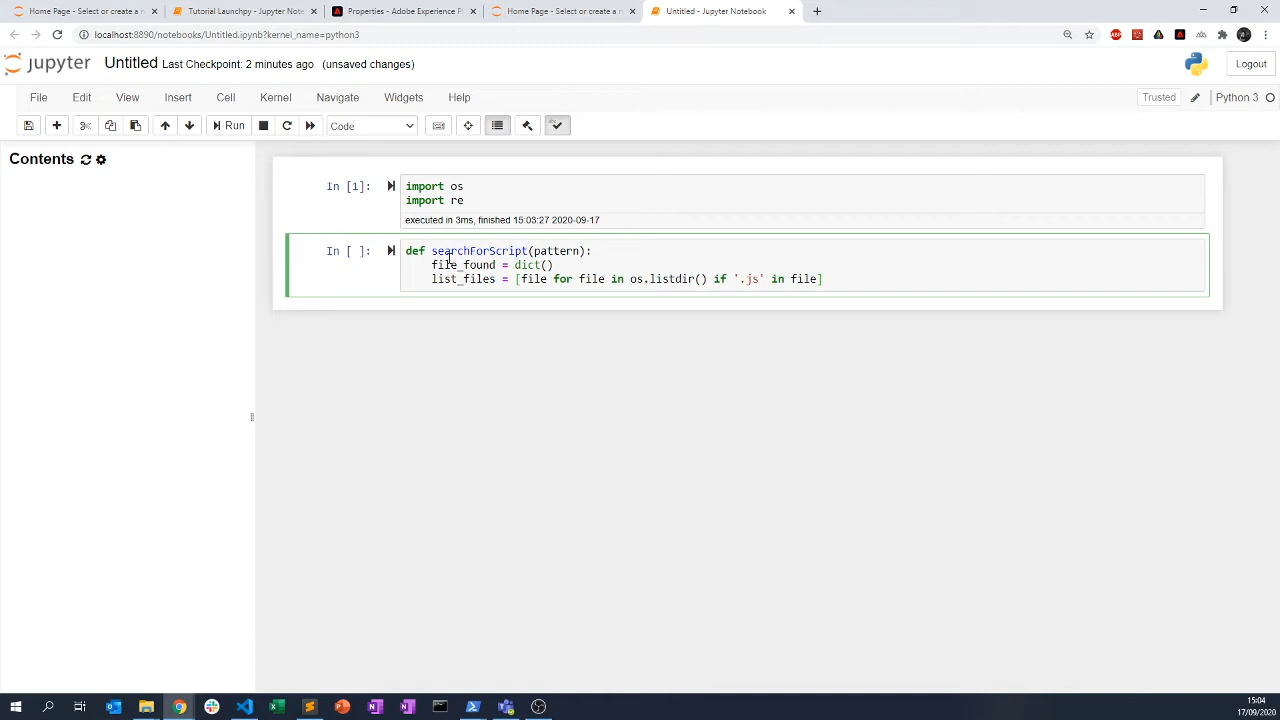 Home Page - Select or create a n
Tutorial Launchpy - Jupyter Note
Properties - Adobe Experience P
Home Page - Select or create a n
Untitled - Jupyter Notebook
localhost:8890/notebooks/Untitled.ipynb?kernel_name=python3
ABP
jupyter Untitled Last Checkpoint: 2 minutes ago (unsaved changes) Logout
File Edit View Insert Cell Kernel Navigate Widgets Help Trusted Python 3
Run Code
Contents
In [1]: import os
import re
executed in 3ms, finished 15:03:27 2020-09-17
In [ ]: def searchForScript(pattern):
file_found = dict()
list_files = [file for file in os.listdir() if '.js' in file]
15:04
17/09/2020